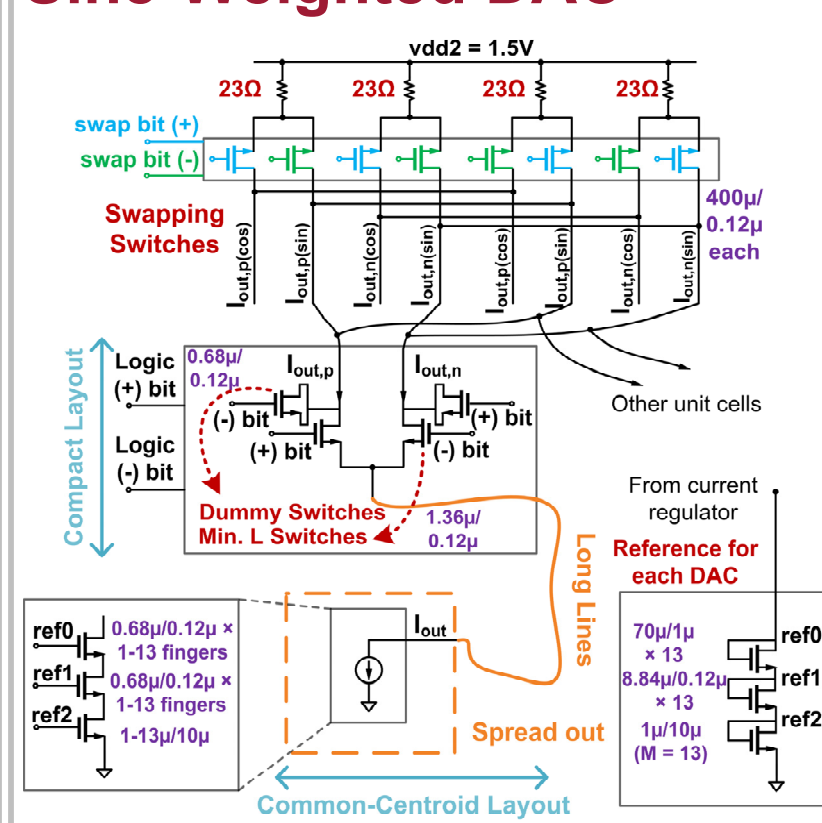 Sine-Weighted DAC
vdd2 = 1.5V
23Ω
23Ω
23Ω
23Ω
swap bit (+)
swap bit (-)
Swapping
Switches
400μ/
0.12μ
each
Iout,p(cos)
Iout,p(sin)
Iout,n(cos)
Iout,n(sin)
Iout,p(cos)
Iout,p(sin)
Iout,n(cos)
Iout,n(sin)
Compact Layout
Logic
(+) bit
Logic
(-) bit
0.68μ/
0.12μ
Iout,p
Iout,n
(-) bit
(+) bit
(+) bit
(-) bit
Dummy Switches
Min. L Switches
1.36μ/
0.12μ
Other unit cells
From current
regulator
Reference for
each DAC
Long Lines
ref0
0.68μ/0.12μ ×
1-13 fingers
ref1
0.68μ/0.12μ ×
1-13 fingers
ref2
1-13μ/10μ
Iout
Spread out
Common-Centroid Layout
70μ/1μ
× 13
ref0
8.84μ/0.12μ
× 13
ref1
1μ/10μ
(M = 13)
ref2